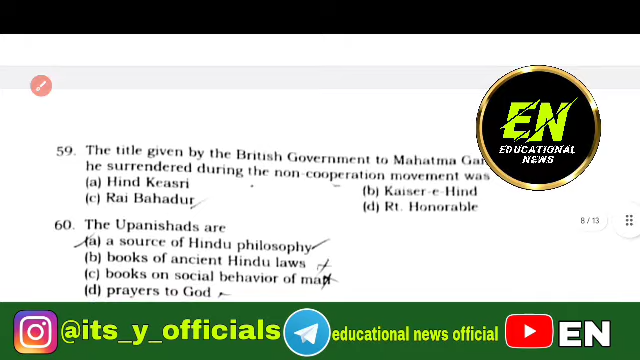 EN
EDUCATIONAL
NEWS
59. The title given by the British Government to Mahatma
he surrendered during the non-cooperation movement was
(a) Hind Keasri
(b) Kaiser-e-Hind
(c) Rai Bahadur
(d) Rt. Honorable
8 / 13
60. The Upanishads are
(a) a source of Hindu philosophy
(b) books of ancient Hindu laws
(c) books on social behavior of man
(d) prayers to God
@its_y_officials
educational news official
EN